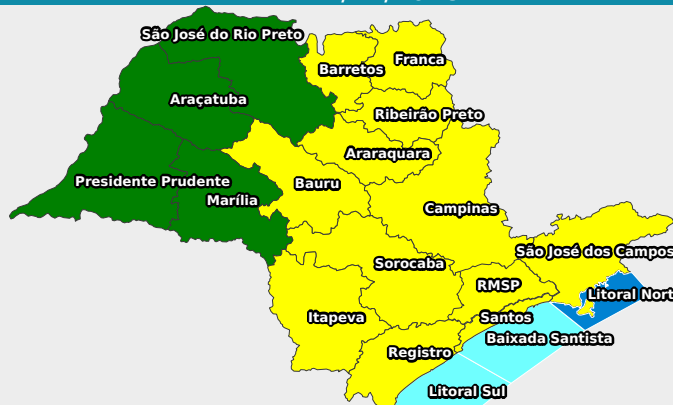 São José do Rio Preto
Franca
Barretos
Araçatuba
Ribeirão Preto
Araraquara
Presidente Prudente
Bauru
Marília
Campinas
São José dos Campos
Sorocaba
RMSP
Litoral Nort
Itapeva
Santos
Baixada Santista
Registro
Litoral Sul